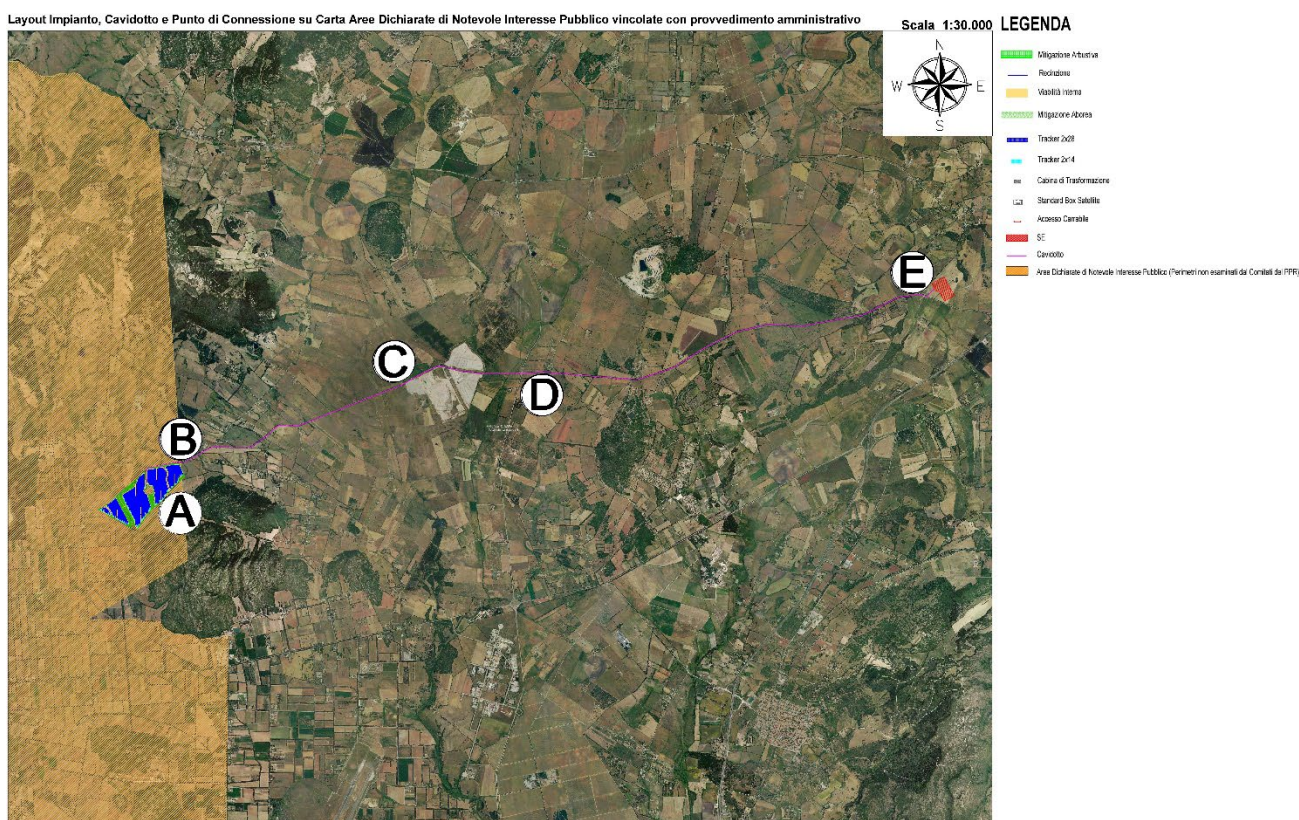 Layout Impianto, Cavidotto e Punto di Connessione su Carta Aree Dichiarate di Notevole Interesse Pubblico vincolate con provvedimento amministrativo
Scala 1:30.000
LEGENDA
N
W
E
S
Mitigazione Arbustiva
Recinzione
Viabilità Interna
Mitigazione Aborea
Tracker 2x28
Tracker 2x14
Cabina di Trasformazione
Standard Box Satellite
Accesso Carrabile
SE
Cavidotto
Aree Dichiarate di Notevole Interesse Pubblico (Perimetri non esaminati dai Comitati del PPR)
E
C
D
B
A